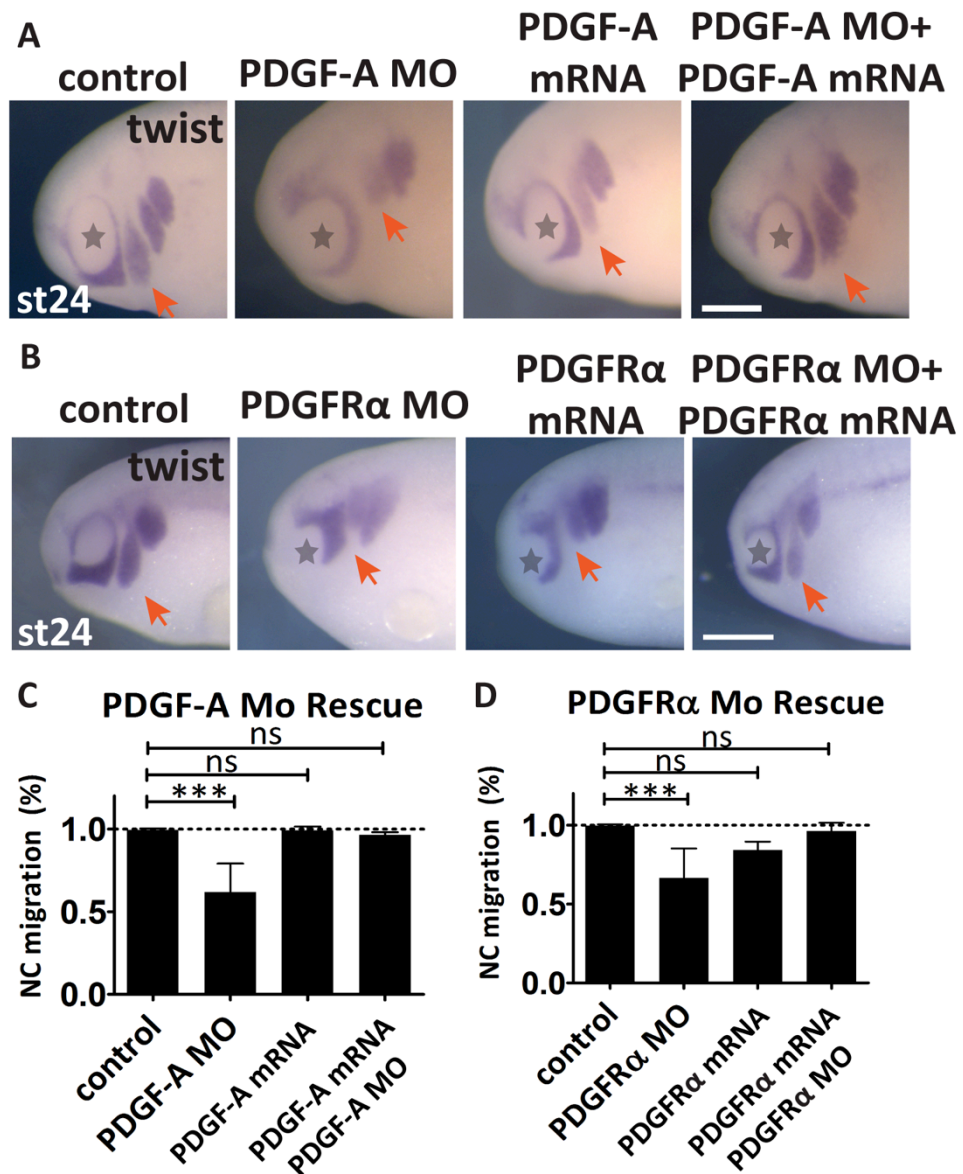 A
control
PDGF-A MO
PDGF-A
mRNA
PDGF-A MO+
PDGF-A mRNA
twist
st24
B
control
PDGFRα MO
PDGFRα
mRNA
PDGFRα MO+
PDGFRα mRNA
twist
st24
C
PDGF-A Mo Rescue
ns
ns
***
NC migration (%)
1.0
0.5
0.0
control
PDGF-A MO
PDGF-A mRNA
PDGF-A mRNA
PDGF-A MO
D
PDGFRα Mo Rescue
ns
ns
***
NC migration (%)
1.0
0.5
0.0
control
PDGFRα MO
PDGFRα mRNA
PDGFRα mRNA
PDGFRα MO